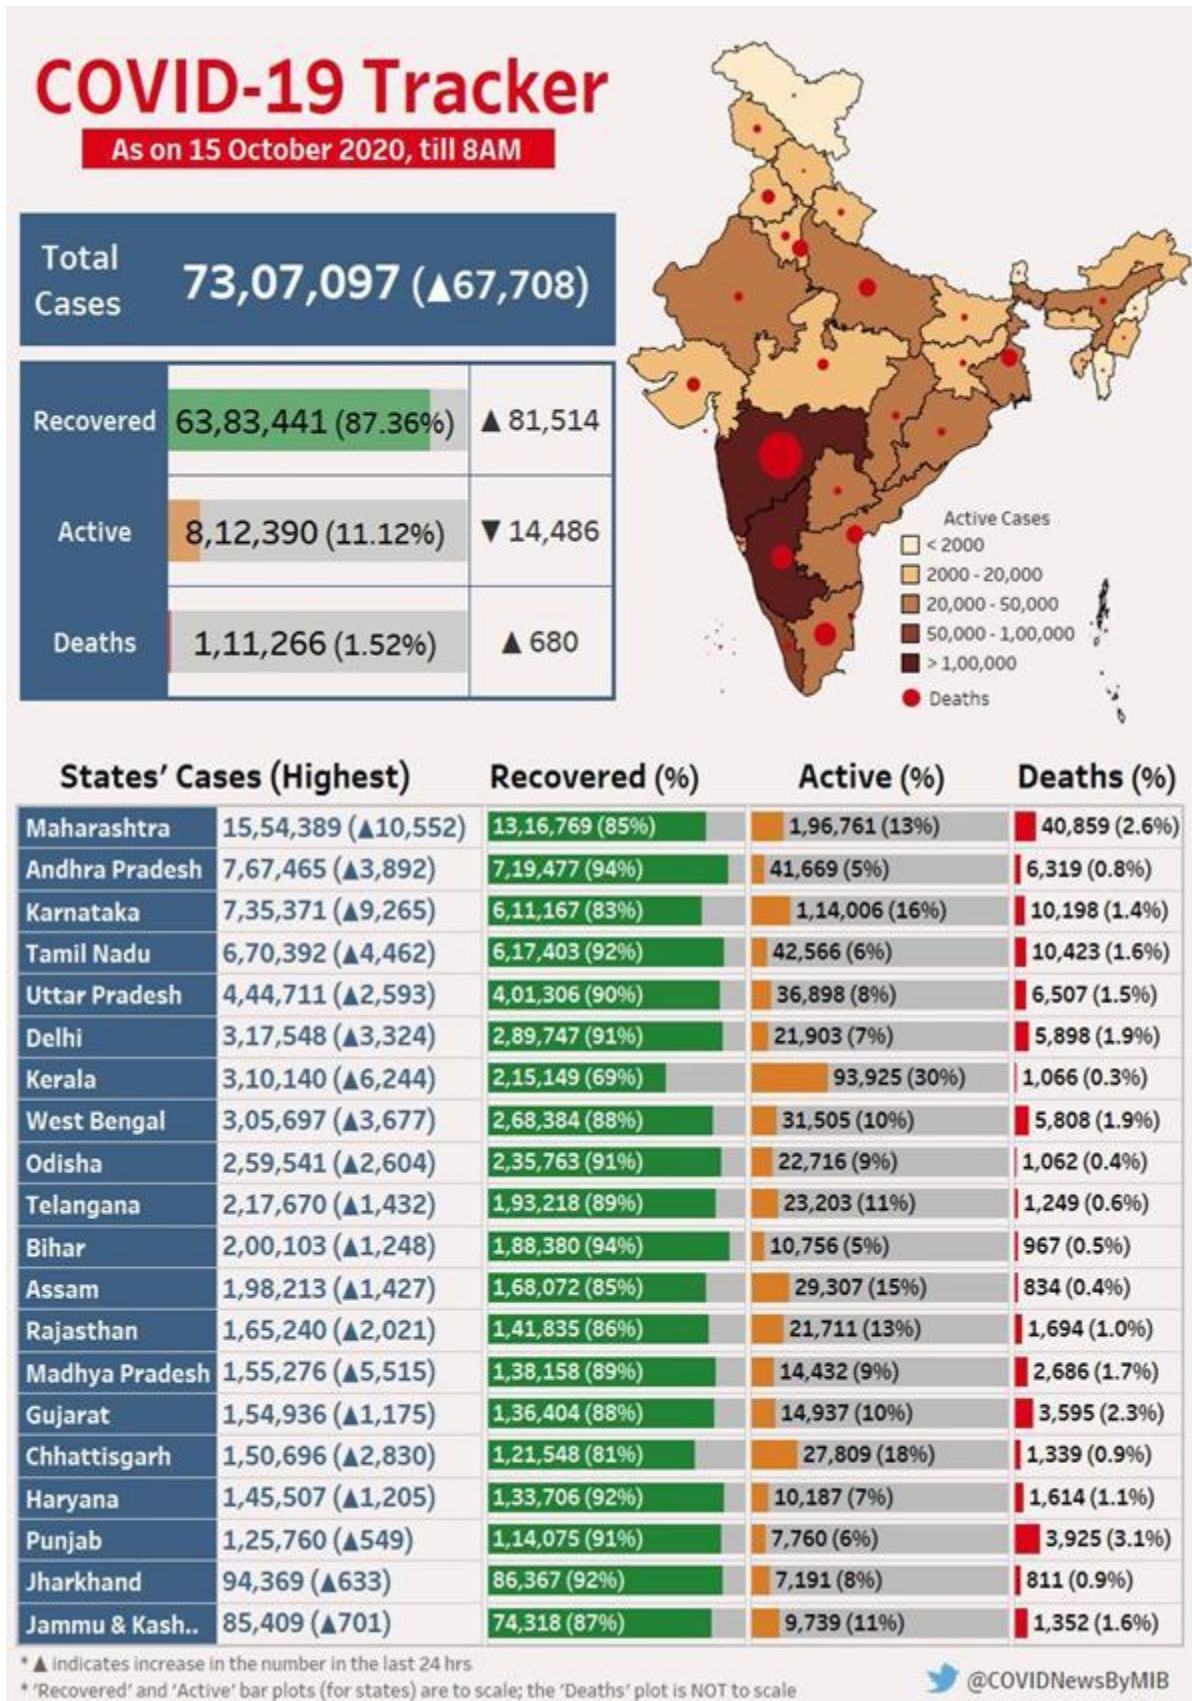 COVID-19 Tracker
As on 15 October 2020, till 8AM
Total
Cases
73,07,097 (▲67,708)
Recovered 63,83,441 (87.36%) ▲ 81,514
Active 8,12,390 (11.12%) ▼ 14,486
Deaths 1,11,266 (1.52%) ▲ 680
Active Cases
< 2000
2000 - 20,000
20,000 - 50,000
50,000 - 1,00,000
> 1,00,000
Deaths
States' Cases (Highest) Recovered (%) Active (%) Deaths (%)
Maharashtra 15,54,389 (▲10,552) 13,16,769 (85%) 1,96,761 (13%) 40,859 (2.6%)
Andhra Pradesh 7,67,465 (▲3,892) 7,19,477 (94%) 41,669 (5%) 6,319 (0.8%)
Karnataka 7,35,371 (▲9,265) 6,11,167 (83%) 1,14,006 (16%) 10,198 (1.4%)
Tamil Nadu 6,70,392 (▲4,462) 6,17,403 (92%) 42,566 (6%) 10,423 (1.6%)
Uttar Pradesh 4,44,711 (▲2,593) 4,01,306 (90%) 36,898 (8%) 6,507 (1.5%)
Delhi 3,17,548 (▲3,324) 2,89,747 (91%) 21,903 (7%) 5,898 (1.9%)
Kerala 3,10,140 (▲6,244) 2,15,149 (69%) 93,925 (30%) 1,066 (0.3%)
West Bengal 3,05,697 (▲3,677) 2,68,384 (88%) 31,505 (10%) 5,808 (1.9%)
Odisha 2,59,541 (▲2,604) 2,35,763 (91%) 22,716 (9%) 1,062 (0.4%)
Telangana 2,17,670 (▲1,432) 1,93,218 (89%) 23,203 (11%) 1,249 (0.6%)
Bihar 2,00,103 (▲1,248) 1,88,380 (94%) 10,756 (5%) 967 (0.5%)
Assam 1,98,213 (▲1,427) 1,68,072 (85%) 29,307 (15%) 834 (0.4%)
Rajasthan 1,65,240 (▲2,021) 1,41,835 (86%) 21,711 (13%) 1,694 (1.0%)
Madhya Pradesh 1,55,276 (▲5,515) 1,38,158 (89%) 14,432 (9%) 2,686 (1.7%)
Gujarat 1,54,936 (▲1,175) 1,36,404 (88%) 14,937 (10%) 3,595 (2.3%)
Chhattisgarh 1,50,696 (▲2,830) 1,21,548 (81%) 27,809 (18%) 1,339 (0.9%)
Haryana 1,45,507 (▲1,205) 1,33,706 (92%) 10,187 (7%) 1,614 (1.1%)
Punjab 1,25,760 (▲549) 1,14,075 (91%) 7,760 (6%) 3,925 (3.1%)
Jharkhand 94,369 (▲633) 86,367 (92%) 7,191 (8%) 811 (0.9%)
Jammu & Kash.. 85,409 (▲701) 74,318 (87%) 9,739 (11%) 1,352 (1.6%)
* ▲ indicates increase in the number in the last 24 hrs
* 'Recovered' and 'Active' bar plots (for states) are to scale; the 'Deaths' plot is NOT to scale
@COVIDNewsByMIB